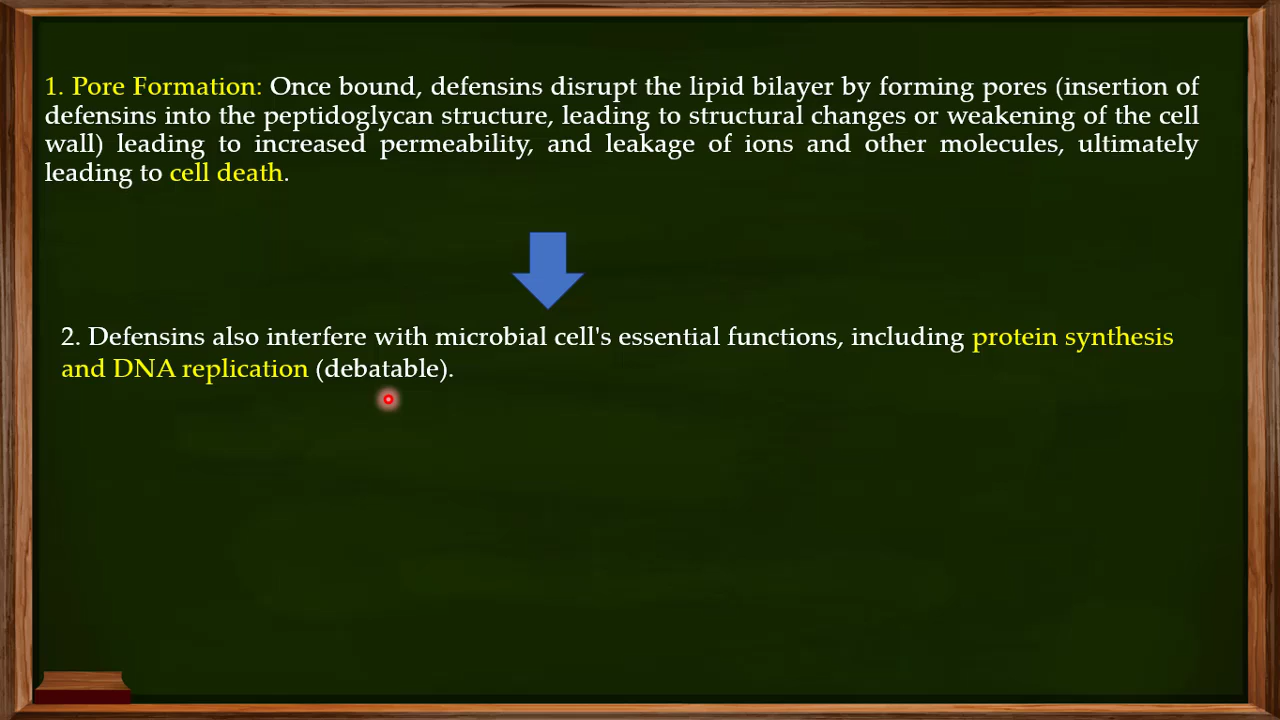 1. Pore Formation: Once bound, defensins disrupt the lipid bilayer by forming pores (insertion of
defensins into the peptidoglycan structure, leading to structural changes or weakening of the cell
wall) leading to increased permeability, and leakage of ions and other molecules, ultimately
leading to cell death.
2. Defensins also interfere with microbial cell's essential functions, including protein synthesis
and DNA replication (debatable).